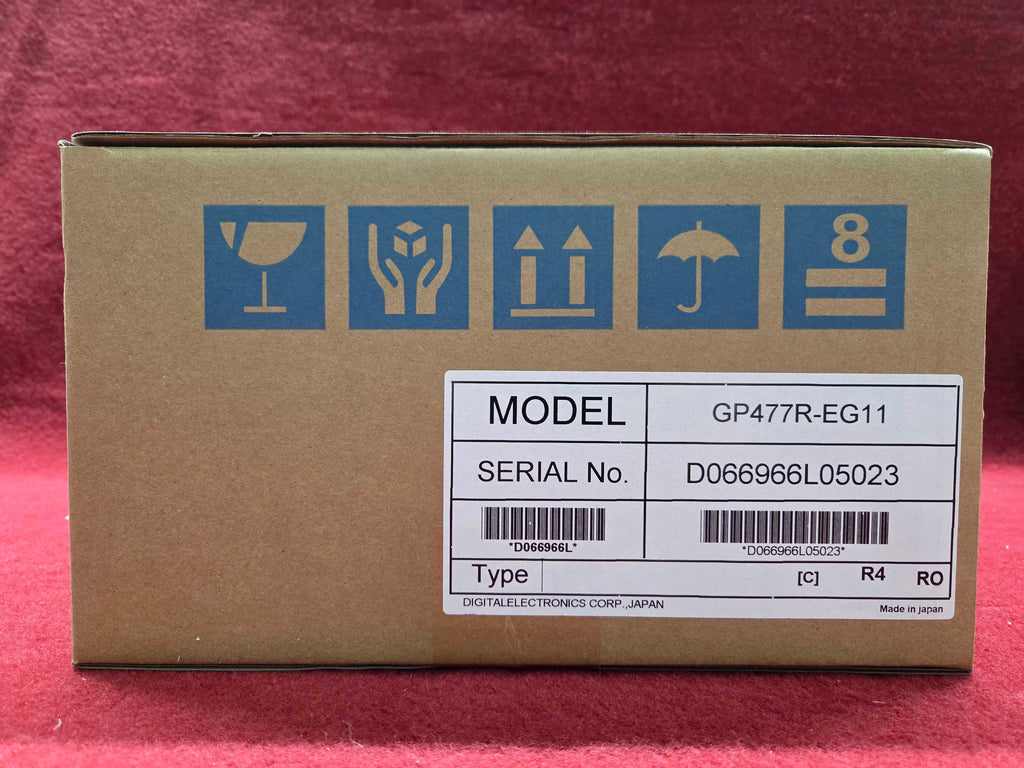 8
MODEL GP477R-EG11
SERIAL No. D066966L05023
*D066966L* *D066966L05023*
Type [C] R4 RO
DIGITALELECTRONICS CORP.,JAPAN Made in japan